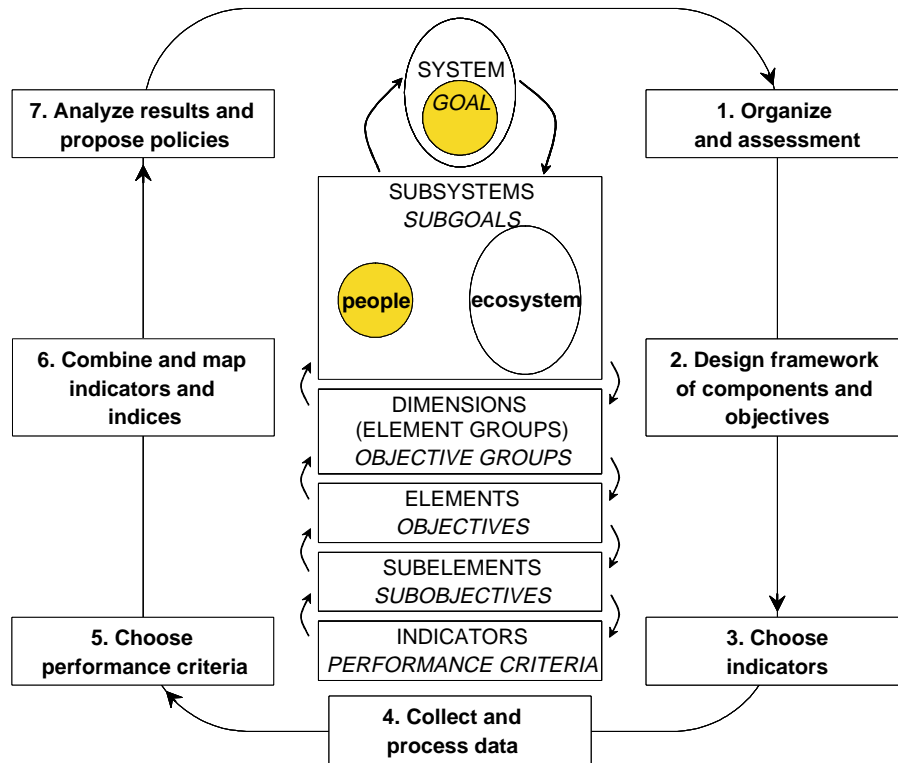 SYSTEM
GOAL
7. Analyze results and
propose policies
1. Organize
and assessment
SUBSYSTEMS
SUBGOALS
people
ecosystem
6. Combine and map
indicators and
indices
2. Design framework
of components and
objectives
DIMENSIONS
(ELEMENT GROUPS)
OBJECTIVE GROUPS
ELEMENTS
OBJECTIVES
SUBELEMENTS
SUBOBJECTIVES
5. Choose
performance criteria
INDICATORS
PERFORMANCE CRITERIA
3. Choose
indicators
4. Collect and
process data